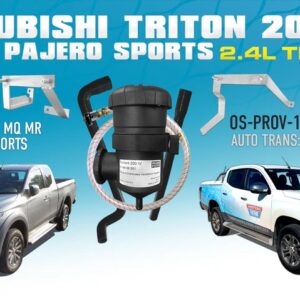 UBISHI TRITON 20
PAJERO SPORTS 2.4L T
MQ MR
ORTS
OS-PROV-1
AUTO TRANS: